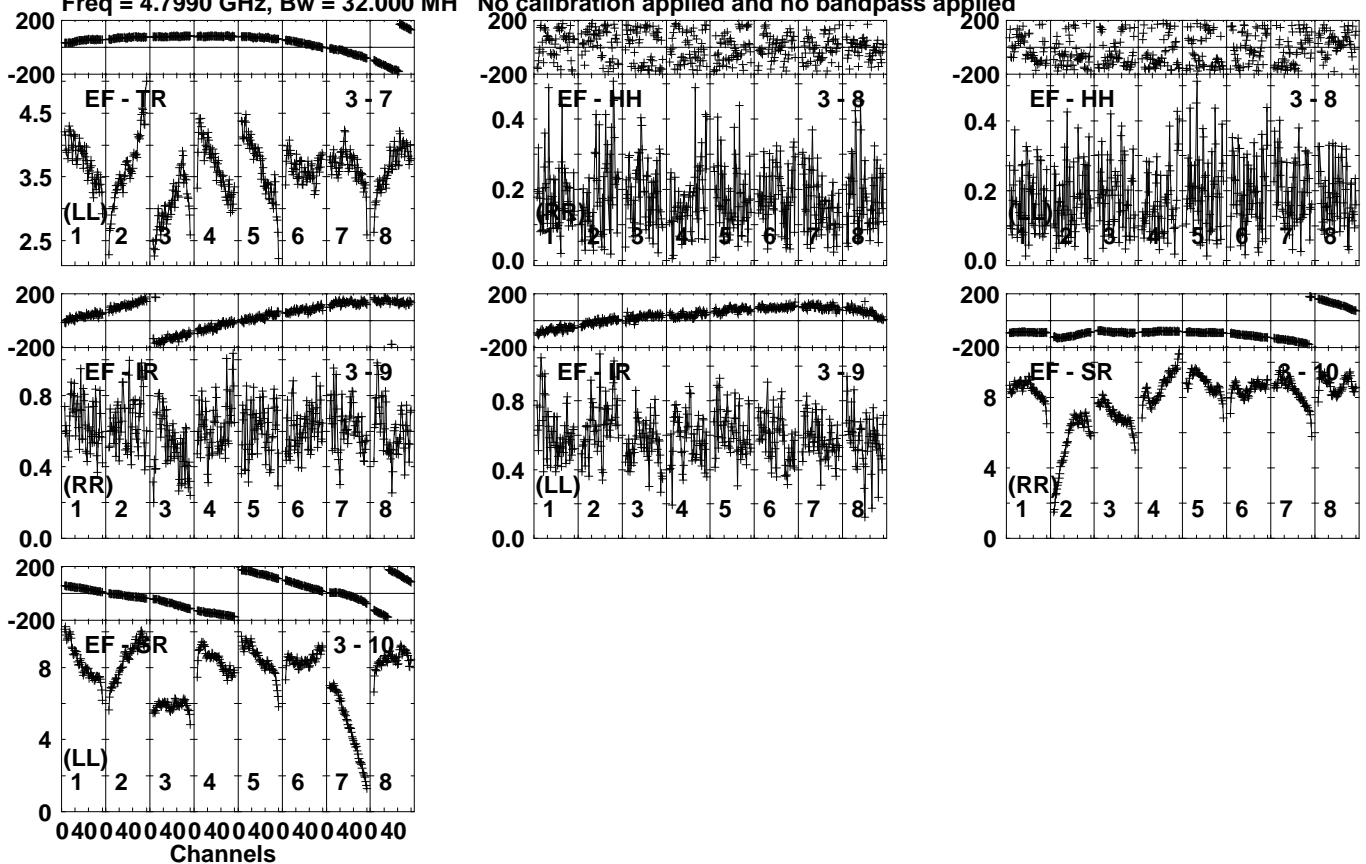 Freq = 4.7990 GHz, Bw = 32.000 MH No calibration applied and no bandpass applied
200
-200
EF - TR 3 - 7
4.5
3.5
2.5
(LL)
1 2 3 4 5 6 7 8
200
-200
EF - HH 3 - 8
0.4
0.2
0.0
(RR)
1 2 3 4 5 6 7 8
200
-200
EF - HH 3 - 8
0.4
0.2
0.0
(LL)
1 2 3 4 5 6 7 8
200
-200
EF - IR 3 - 9
0.8
0.4
0.0
(RR)
1 2 3 4 5 6 7 8
200
-200
EF - IR 3 - 9
0.8
0.4
0.0
(LL)
1 2 3 4 5 6 7 8
200
-200
EF - SR 3 - 10
8
4
0
(RR)
1 2 3 4 5 6 7 8
200
-200
EF - SR 3 - 10
8
4
0
(LL)
1 2 3 4 5 6 7 8
0 40 0 40 0 40 0 40 0 40 0 40 0 40 0 40
Channels